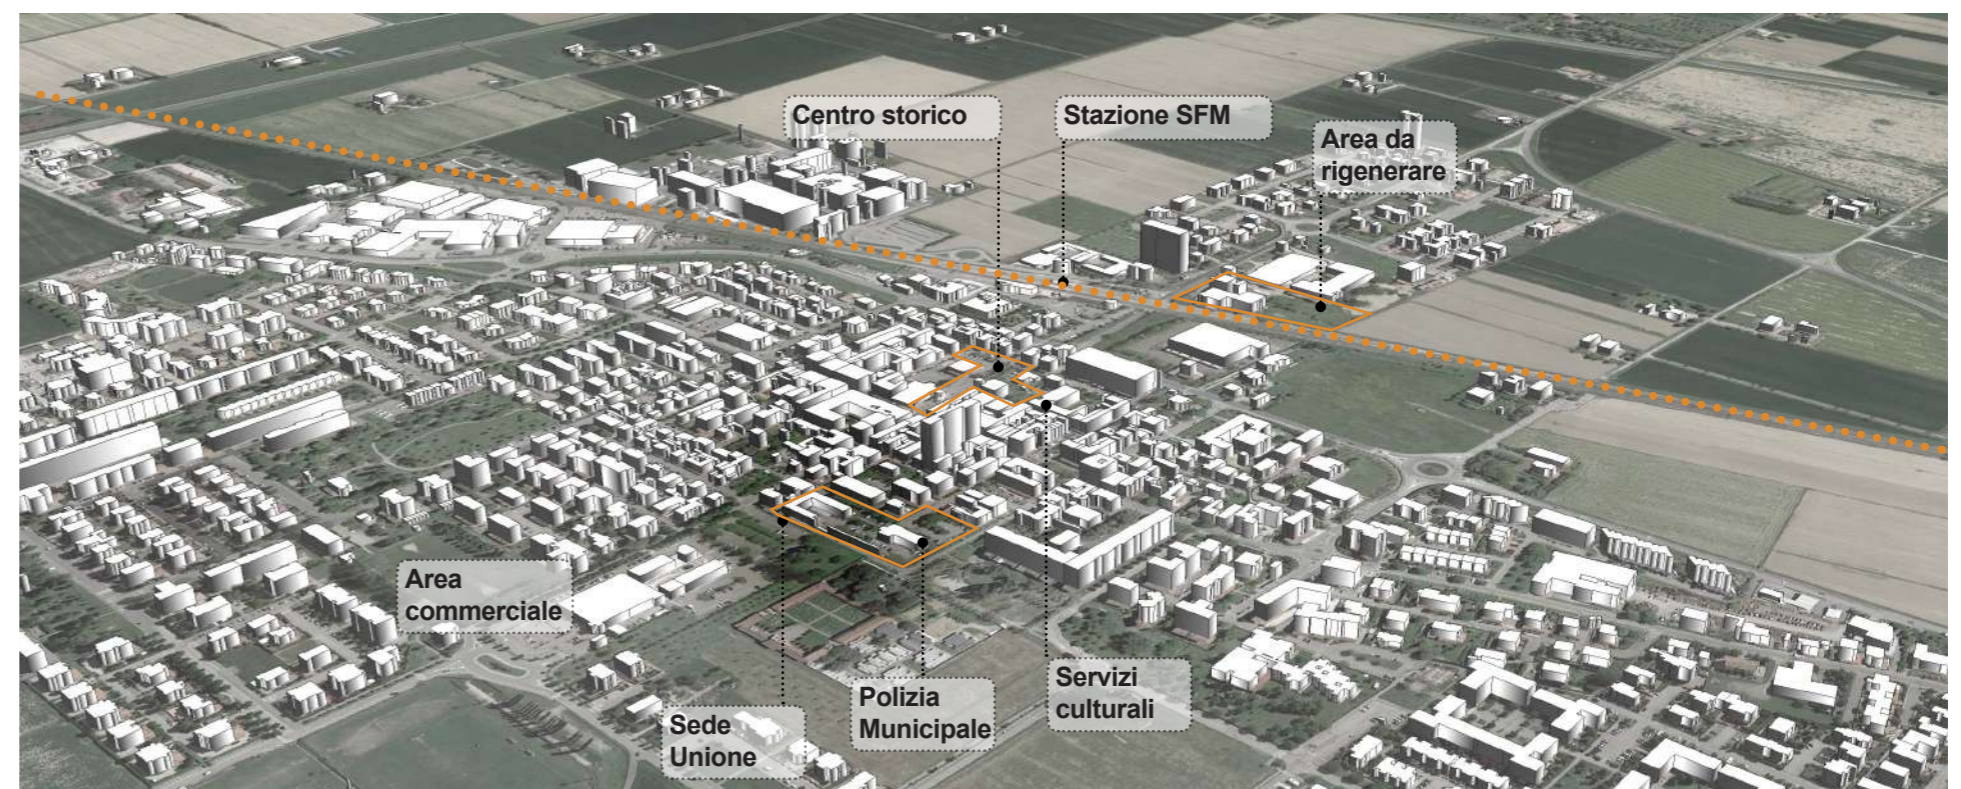 Centro storico
Stazione SFM
Area da
rigenerare
Area
commerciale
Sede
Unione
Polizia
Municipale
Servizi
culturali